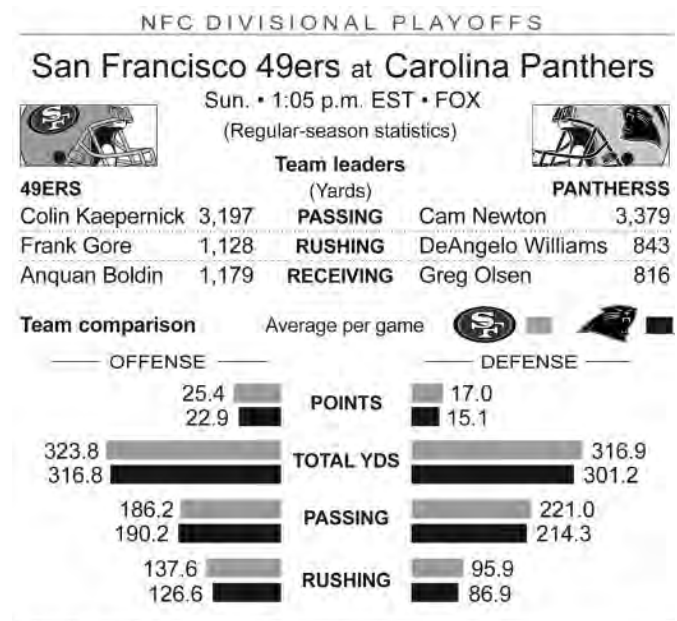 NFC DIVISIONAL PLAYOFFS
San Francisco 49ers at Carolina Panthers
Sun. • 1:05 p.m. EST • FOX
(Regular-season statistics)
Team leaders
49ERS (Yards) PANTHERSS
Colin Kaepernick 3,197 PASSING Cam Newton 3,379
Frank Gore 1,128 RUSHING DeAngelo Williams 843
Anquan Boldin 1,179 RECEIVING Greg Olsen 816
Team comparison Average per game SF
OFFENSE DEFENSE
25.4 POINTS 17.0
22.9 15.1
323.8 TOTAL YDS 316.9
316.8 301.2
186.2 PASSING 221.0
190.2 214.3
137.6 RUSHING 95.9
126.6 86.9